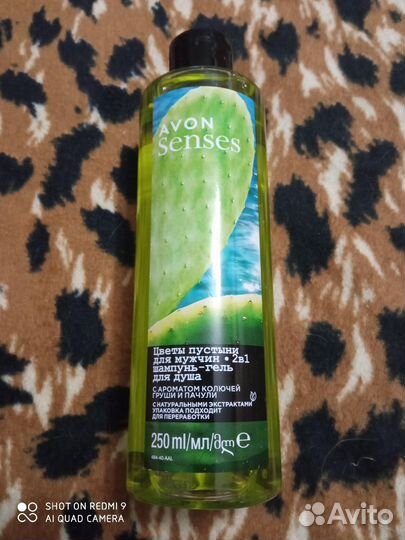 AVON
Senses
Цветы пустыни
для мужчин • 2в1
шампунь-гель
для душа
С АРОМАТОМ КОЛЮЧЕЙ
ГРУШИ И ПАЧУЛИ
С НАТУРАЛЬНЫМИ ЭКСТРАКТАМИ
УПАКОВКА ПОДХОДИТ
ДЛЯ ПЕРЕРАБОТКИ
250 ml/мл/მლ e
SHOT ON REDMI 9
AI QUAD CAMERA
Avito